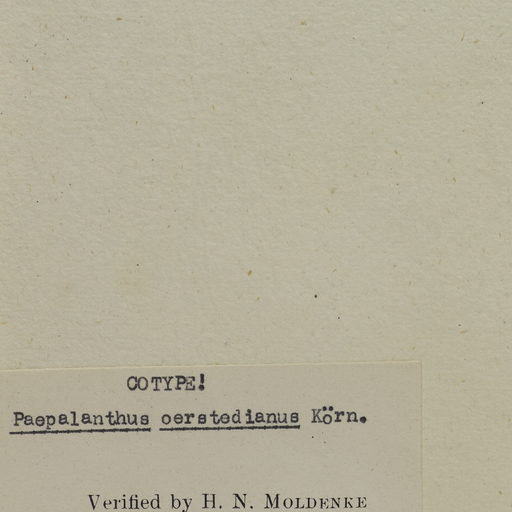 COTYPE!
Paepalanthus oerstedianus Körn.
Verified by H. N. MOLDENKE